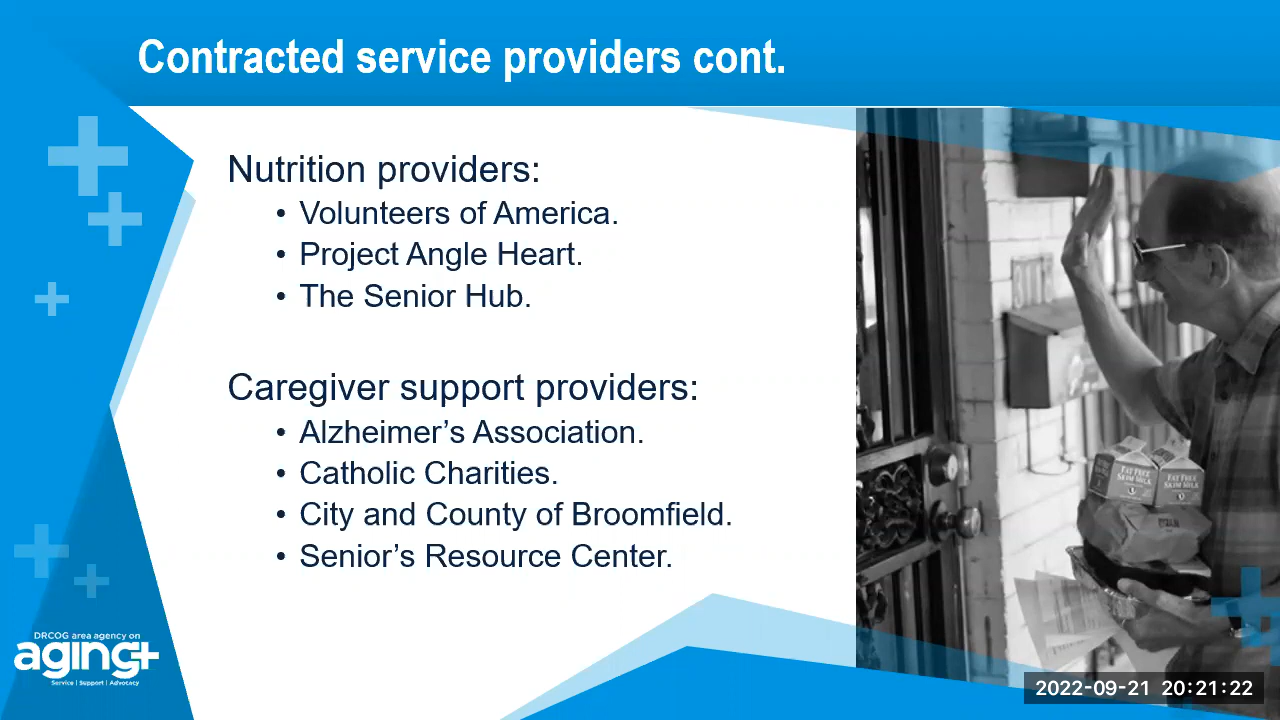 Contracted service providers cont.
Nutrition providers:
• Volunteers of America.
• Project Angle Heart.
• The Senior Hub.
Caregiver support providers:
• Alzheimer's Association.
• Catholic Charities.
• City and County of Broomfield.
• Senior's Resource Center.
FAT FREE
SKIM MILK
FAT FREE
SKIM MILK
DRCOG area agency on
aging+
Service | Support | Advocacy
2022-09-21 20:21:22